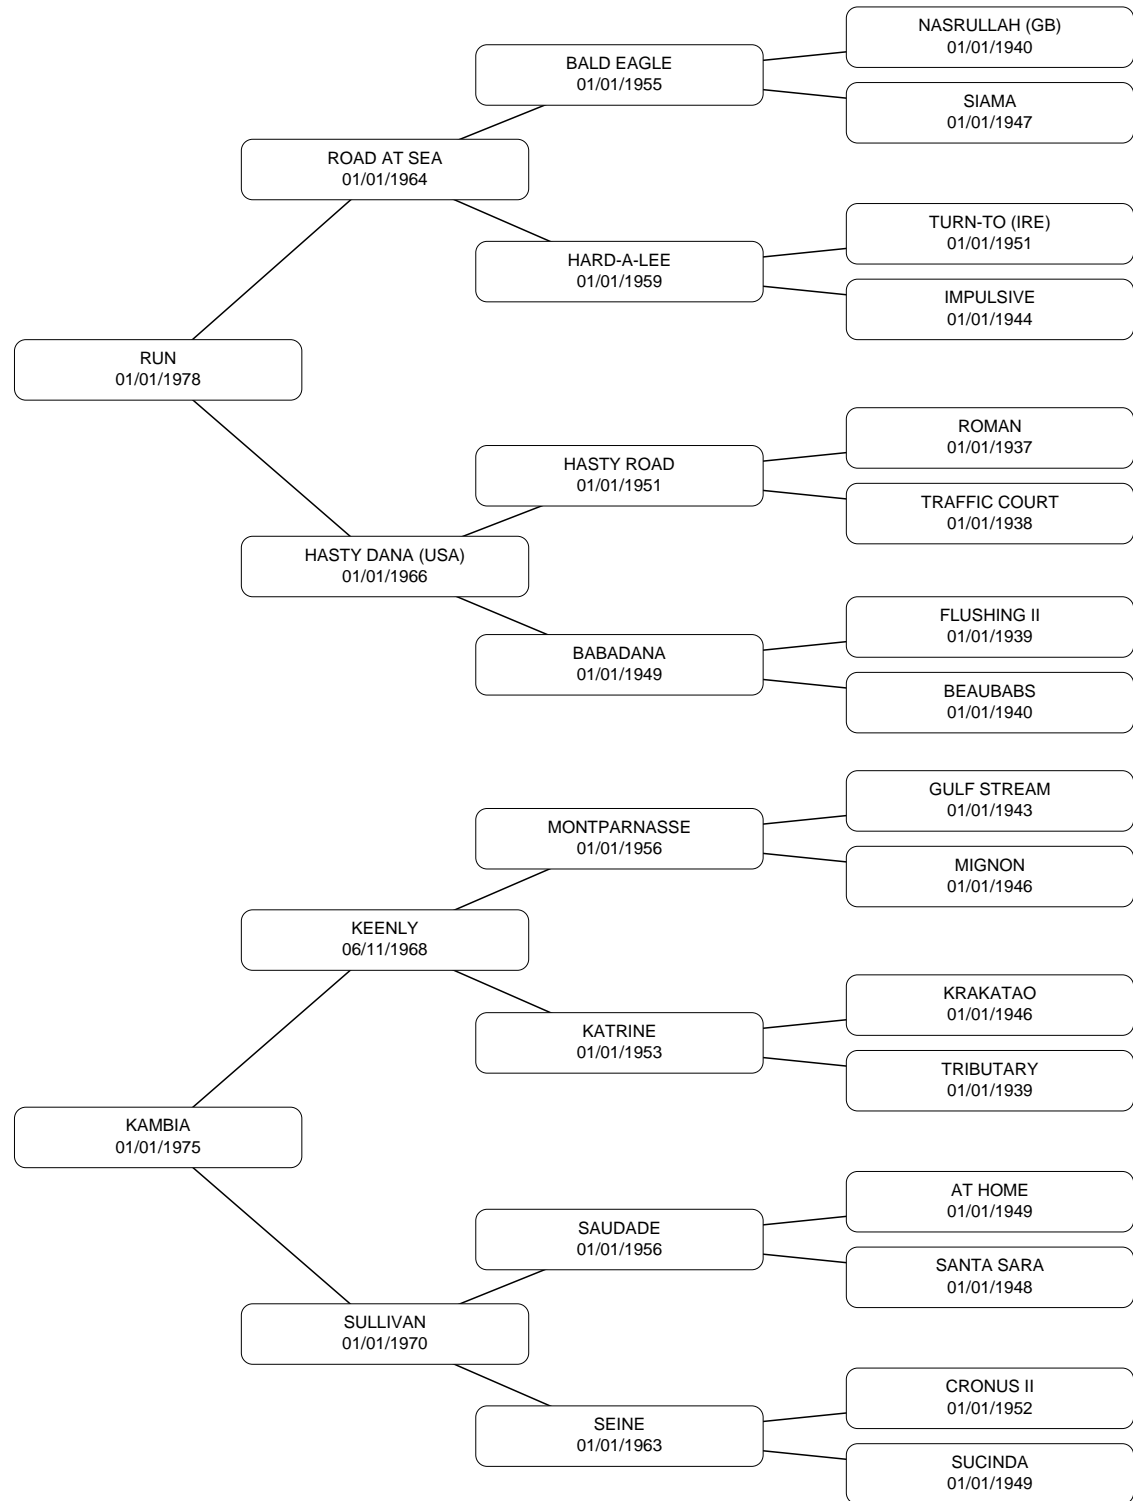 NASRULLAH (GB)
01/01/1940
BALD EAGLE
01/01/1955
SIAMA
01/01/1947
ROAD AT SEA
01/01/1964
TURN-TO (IRE)
01/01/1951
HARD-A-LEE
01/01/1959
IMPULSIVE
01/01/1944
RUN
01/01/1978
ROMAN
01/01/1937
HASTY ROAD
01/01/1951
TRAFFIC COURT
01/01/1938
HASTY DANA (USA)
01/01/1966
FLUSHING II
01/01/1939
BABADANA
01/01/1949
BEAUBABS
01/01/1940
GULF STREAM
01/01/1943
MONTPARNASSE
01/01/1956
MIGNON
01/01/1946
KEENLY
06/11/1968
KRAKATAO
01/01/1946
KATRINE
01/01/1953
TRIBUTARY
01/01/1939
KAMBIA
01/01/1975
AT HOME
01/01/1949
SAUDADE
01/01/1956
SANTA SARA
01/01/1948
SULLIVAN
01/01/1970
CRONUS II
01/01/1952
SEINE
01/01/1963
SUCINDA
01/01/1949